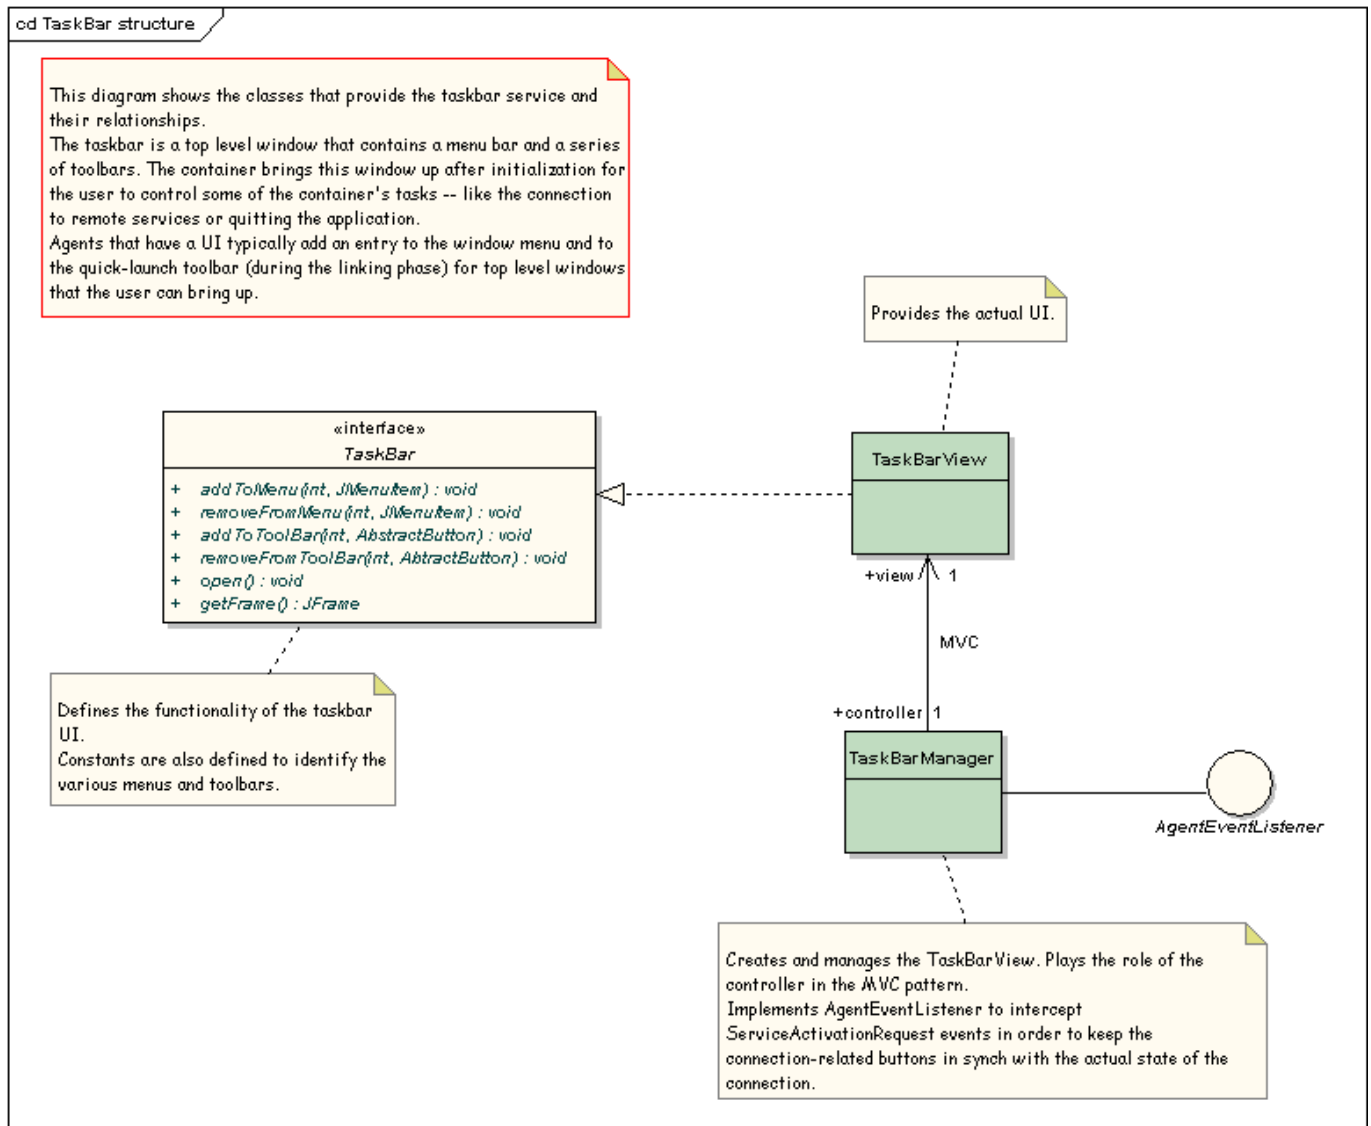 cd TaskBar structure
This diagram shows the classes that provide the taskbar service and
their relationships.
The taskbar is a top level window that contains a menu bar and a series
of toolbars. The container brings this window up after initialization for
the user to control some of the container's tasks -- like the connection
to remote services or quitting the application.
Agents that have a UI typically add an entry to the window menu and to
the quick-launch toolbar (during the linking phase) for top level windows
that the user can bring up.
Provides the actual UI.
«interface»
TaskBar
+ addToMenu(int, JMenuItem) : void
+ removeFromMenu(int, JMenuItem) : void
+ addToToolBar(int, AbstractButton) : void
+ removeFromToolBar(int, AbtractButton) : void
+ open() : void
+ getFrame() : JFrame
TaskBarView
+view 1
MVC
+controller 1
Defines the functionality of the taskbar
UI.
Constants are also defined to identify the
various menus and toolbars.
TaskBarManager
AgentEventListener
Creates and manages the TaskBarView. Plays the role of the
controller in the MVC pattern.
Implements AgentEventListener to intercept
ServiceActivationRequest events in order to keep the
connection-related buttons in synch with the actual state of the
connection.